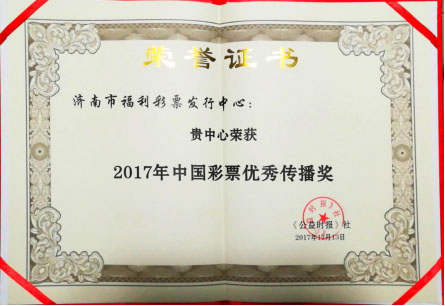 荣誉证书
济南市福利彩票发行中心：
贵中心荣获
2017年中国彩票优秀传播奖
《公益时报》社
2017年12月13日